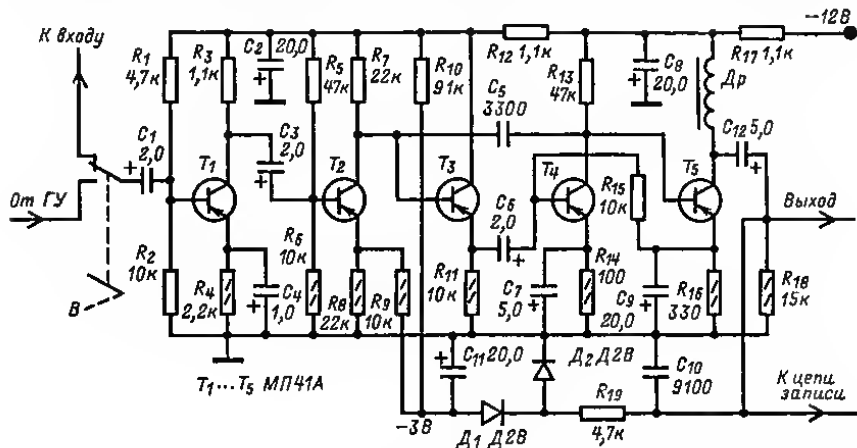 К входу
−12В
R1
4,7к
R3
1,1к
C2
20,0
R5
47к
R7
22к
R10
91к
R12 1,1к
R13
47к
C8
20,0
R17 1,1к
Др
C5
3300
C1
2,0
C3
2,0
T1
T2
T3
C6
2,0
T4
R15
10к
T5
C12 5,0
От ГУ
Выход
R2
10к
R4
2,2к
C4
1,0
R6
10к
R8
22к
R9
10к
R11
10к
C7
5,0
R14
100
C9
20,0
R16
330
R18
15к
В
T1...T5 МП41А
C11 20,0
Д2 Д2В
C10
9100
−3В
Д1 Д2В
R19
4,7к
К цепи
записи